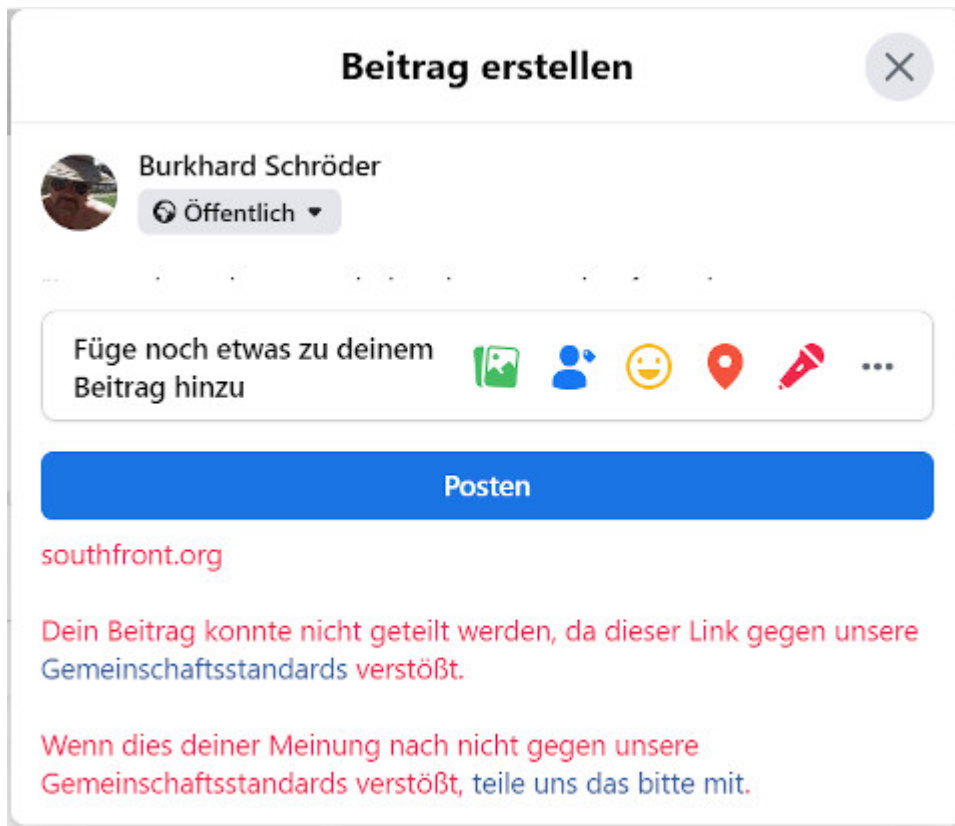 Beitrag erstellen
Burkhard Schröder
Öffentlich
Füge noch etwas zu deinem
Beitrag hinzu
Posten
southfront.org
Dein Beitrag konnte nicht geteilt werden, da dieser Link gegen unsere
Gemeinschaftsstandards verstößt.
Wenn dies deiner Meinung nach nicht gegen unsere
Gemeinschaftsstandards verstößt, teile uns das bitte mit.